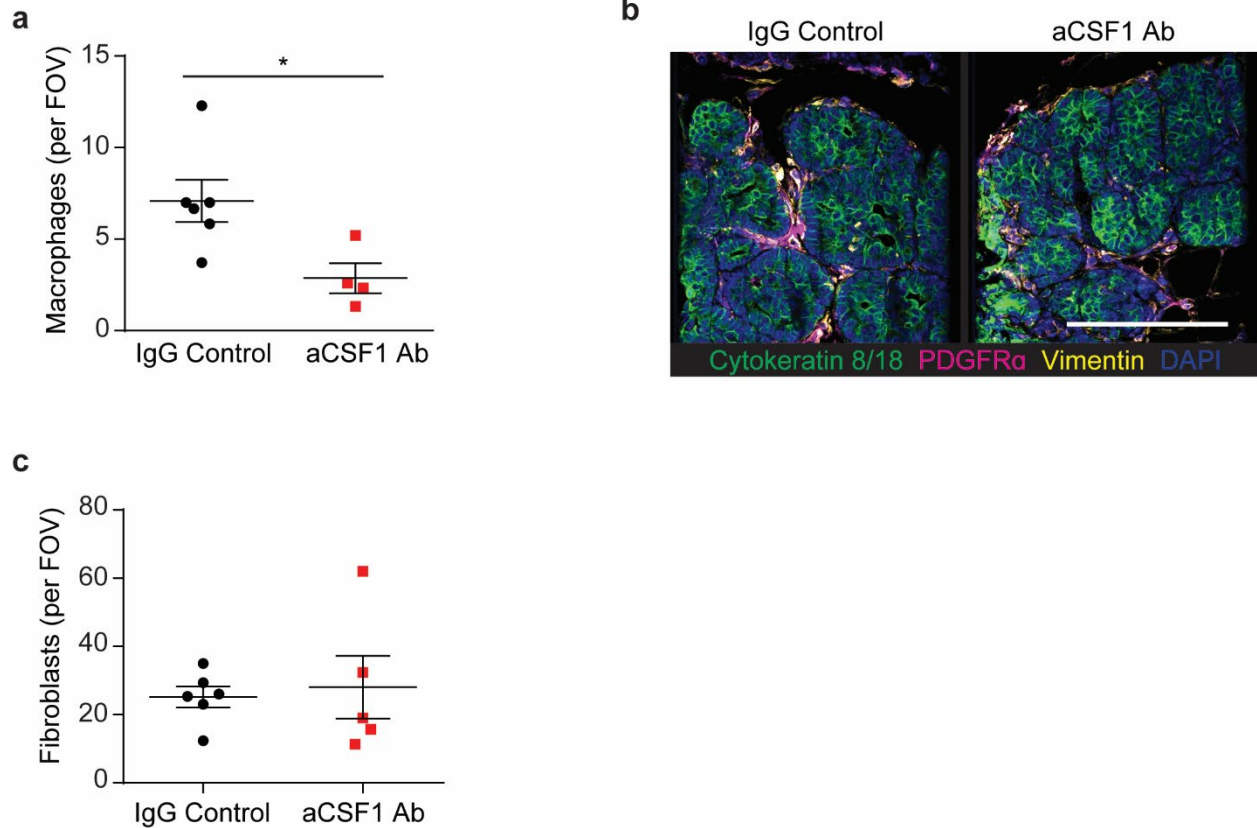 a
Macrophages (per FOV)
15
10
5
0
*
IgG Control
aCSF1 Ab
b
IgG Control
aCSF1 Ab
Cytokeratin 8/18 PDGFRα Vimentin DAPI
c
Fibroblasts (per FOV)
80
60
40
20
0
IgG Control
aCSF1 Ab